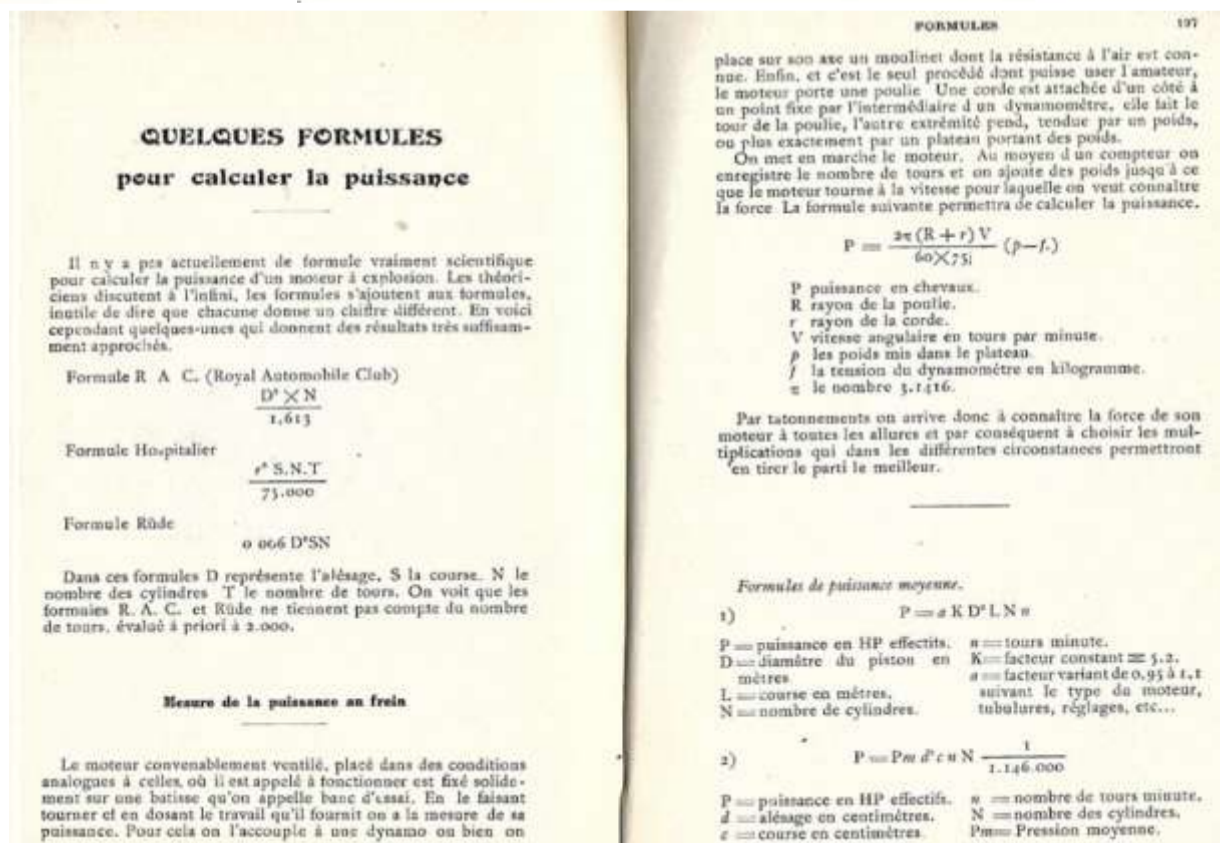 QUELQUES FORMULES
pour calculer la puissance
Il n y a pas actuellement de formule vraiment scientifique
pour calculer la puissance d'un moteur à explosion. Les théori-
ciens discutent à l'infini, les formules s'ajoutent aux formules,
inutile de dire que chacune donne un chiffre différent. En voici
cependant quelques-unes qui donnent des résultats très suffisam-
ment approchés.
Formule R A C. (Royal Automobile Club)
D² × N
1,613
Formule Hospitalier
r² S.N.T
75.000
Formule Rüde
0 006 D²SN
Dans ces formules D représente l'alésage, S la course. N le
nombre des cylindres T le nombre de tours. On voit que les
formules R. A. C. et Rüde ne tiennent pas compte du nombre
de tours, évalué à priori à 2.000.
Mesure de la puissance au frein
Le moteur convenablement ventilé, placé dans des conditions
analogues à celles, où il est appelé à fonctionner est fixé solide-
ment sur une batisse qu'on appelle banc d'essai. En le faisant
tourner et en dosant le travail qu'il fournit on a la mesure de sa
puissance. Pour cela on l'accouple à une dynamo ou bien on
FORMULES 197
place sur son axe un moulinet dont la résistance à l'air est con-
nue. Enfin, et c'est le seul procédé dont puisse user l'amateur,
le moteur porte une poulie Une corde est attachée d'un côté à
un point fixe par l'intermédiaire d un dynamomètre, elle fait le
tour de la poulie, l'autre extrémité pend, tendue par un poids,
ou plus exactement par un plateau portant des poids.
On met en marche le moteur. Au moyen d un compteur on
enregistre le nombre de tours et on ajoute des poids jusqu'à ce
que le moteur tourne à la vitesse pour laquelle on veut connaître
la force La formule suivante permettra de calculer la puissance.
P = 2π (R + r) V (p—f.)
60×75
P puissance en chevaux.
R rayon de la poulie.
r rayon de la corde.
V vitesse angulaire en tours par minute.
p les poids mis dans le plateau.
f la tension du dynamomètre en kilogramme.
π le nombre 3.1416.
Par tatonnements on arrive donc à connaître la force de son
moteur à toutes les allures et par conséquent à choisir les mul-
tiplications qui dans les différentes circonstances permettront
en tirer le parti le meilleur.
Formules de puissance moyenne.
1) P = a K D² L N n
P = puissance en HP effectifs. n = tours minute.
D = diamètre du piston en K = facteur constant = 5.2.
mètres a = facteur variant de 0,95 à 1,1
L = course en mètres. suivant le type du moteur,
N = nombre de cylindres. tubulures, réglages, etc...
2) P = Pm d² c n N 1
1.146.000
P = puissance en HP effectifs. n = nombre de tours minute.
d = alésage en centimètres. N = nombre des cylindres.
c = course en centimètres Pm = Pression moyenne.